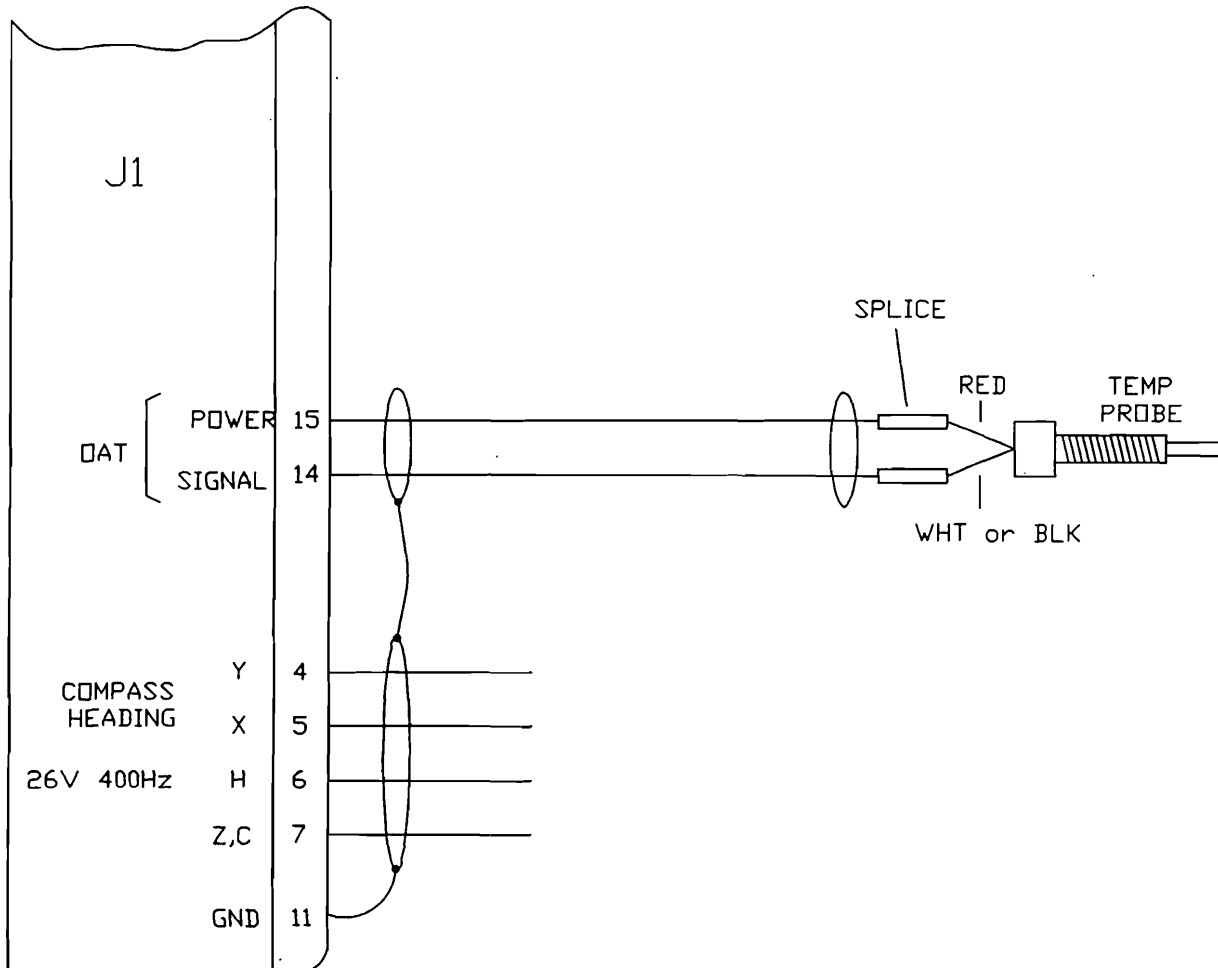 J1
SPLICE
RED
TEMP
PROBE
OAT
POWER 15
SIGNAL 14
WHT or BLK
COMPASS
HEADING
Y 4
X 5
26V 400Hz H 6
Z,C 7
GND 11